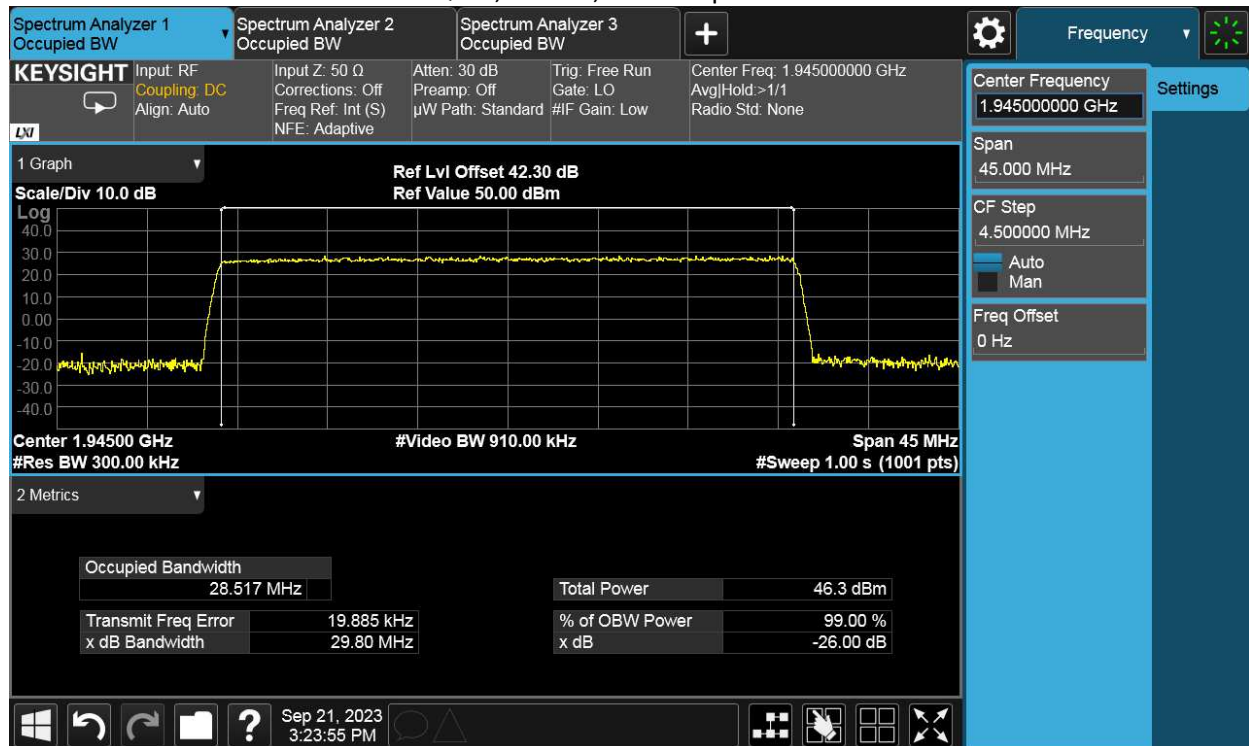 Spectrum Analyzer 1
Occupied BW
Spectrum Analyzer 2
Occupied BW
Spectrum Analyzer 3
Occupied BW
Frequency
KEYSIGHT
LXI
Input: RF
Coupling: DC
Align: Auto
Input Z: 50 Ω
Corrections: Off
Freq Ref: Int (S)
NFE: Adaptive
Atten: 30 dB
Preamp: Off
µW Path: Standard
Trig: Free Run
Gate: LO
#IF Gain: Low
Center Freq: 1.945000000 GHz
Avg|Hold:>1/1
Radio Std: None
Center Frequency
1.945000000 GHz
Settings
Span
45.000 MHz
CF Step
4.500000 MHz
Auto
Man
Freq Offset
0 Hz
1 Graph
Scale/Div 10.0 dB
Ref Lvl Offset 42.30 dB
Ref Value 50.00 dBm
Log
40.0
30.0
20.0
10.0
0.00
-10.0
-20.0
-30.0
-40.0
Center 1.94500 GHz
#Video BW 910.00 kHz
Span 45 MHz
#Res BW 300.00 kHz
#Sweep 1.00 s (1001 pts)
2 Metrics
Occupied Bandwidth
28.517 MHz
Total Power 46.3 dBm
Transmit Freq Error 19.885 kHz
% of OBW Power 99.00 %
x dB Bandwidth 29.80 MHz
x dB -26.00 dB
?
Sep 21, 2023
3:23:55 PM